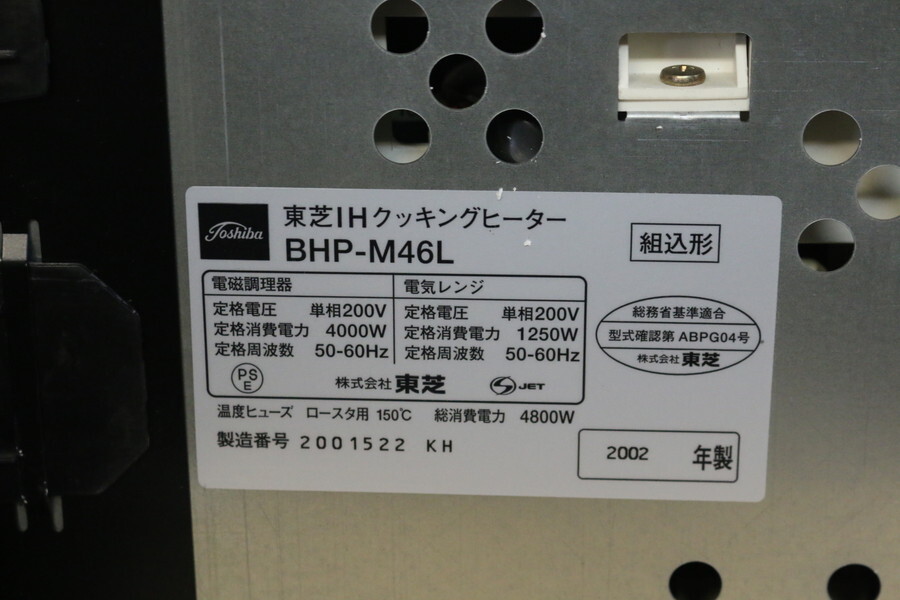 Toshiba
東芝IHクッキングヒーター
BHP-M46L
組込形
電磁調理器
定格電圧 単相200V
定格消費電力 4000W
定格周波数 50-60Hz
電気レンジ
定格電圧 単相200V
定格消費電力 1250W
定格周波数 50-60Hz
PS
E
株式会社 東芝
JET
総務省基準適合
型式確認第 ABPG04号
株式会社 東芝
温度ヒューズ ロースタ用 150℃ 総消費電力 4800W
製造番号 2001522 KH
2002 年製